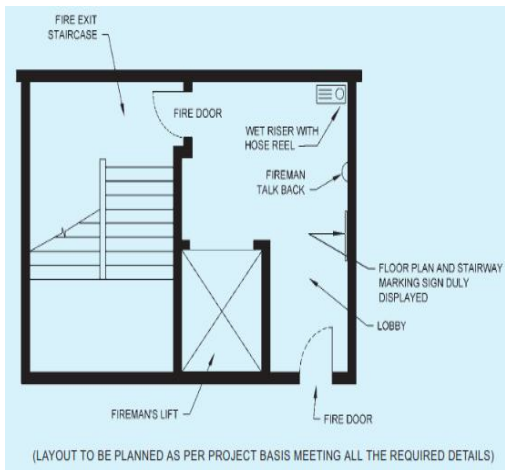 FIRE EXIT
STAIRCASE
FIRE DOOR
WET RISER WITH
HOSE REEL
FIREMAN
TALK BACK
FLOOR PLAN AND STAIRWAY
MARKING SIGN DULY
DISPLAYED
LOBBY
FIREMAN'S LIFT
FIRE DOOR
(LAYOUT TO BE PLANNED AS PER PROJECT BASIS MEETING ALL THE REQUIRED DETAILS)